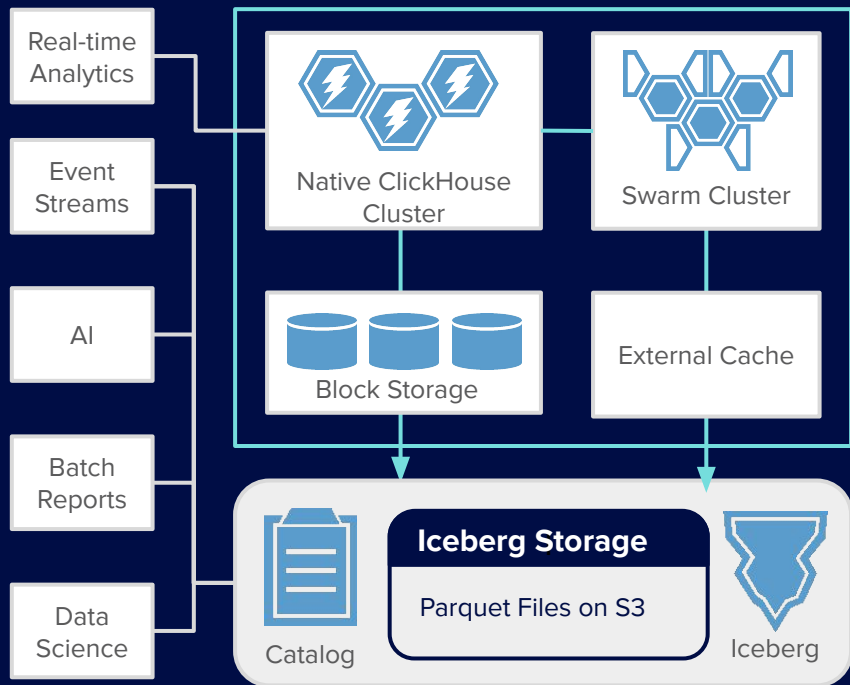 Real-time
Analytics
Event
Streams
AI
Batch
Reports
Data
Science
Native ClickHouse
Cluster
Swarm Cluster
Block Storage
External Cache
Catalog
Iceberg Storage
Parquet Files on S3
Iceberg